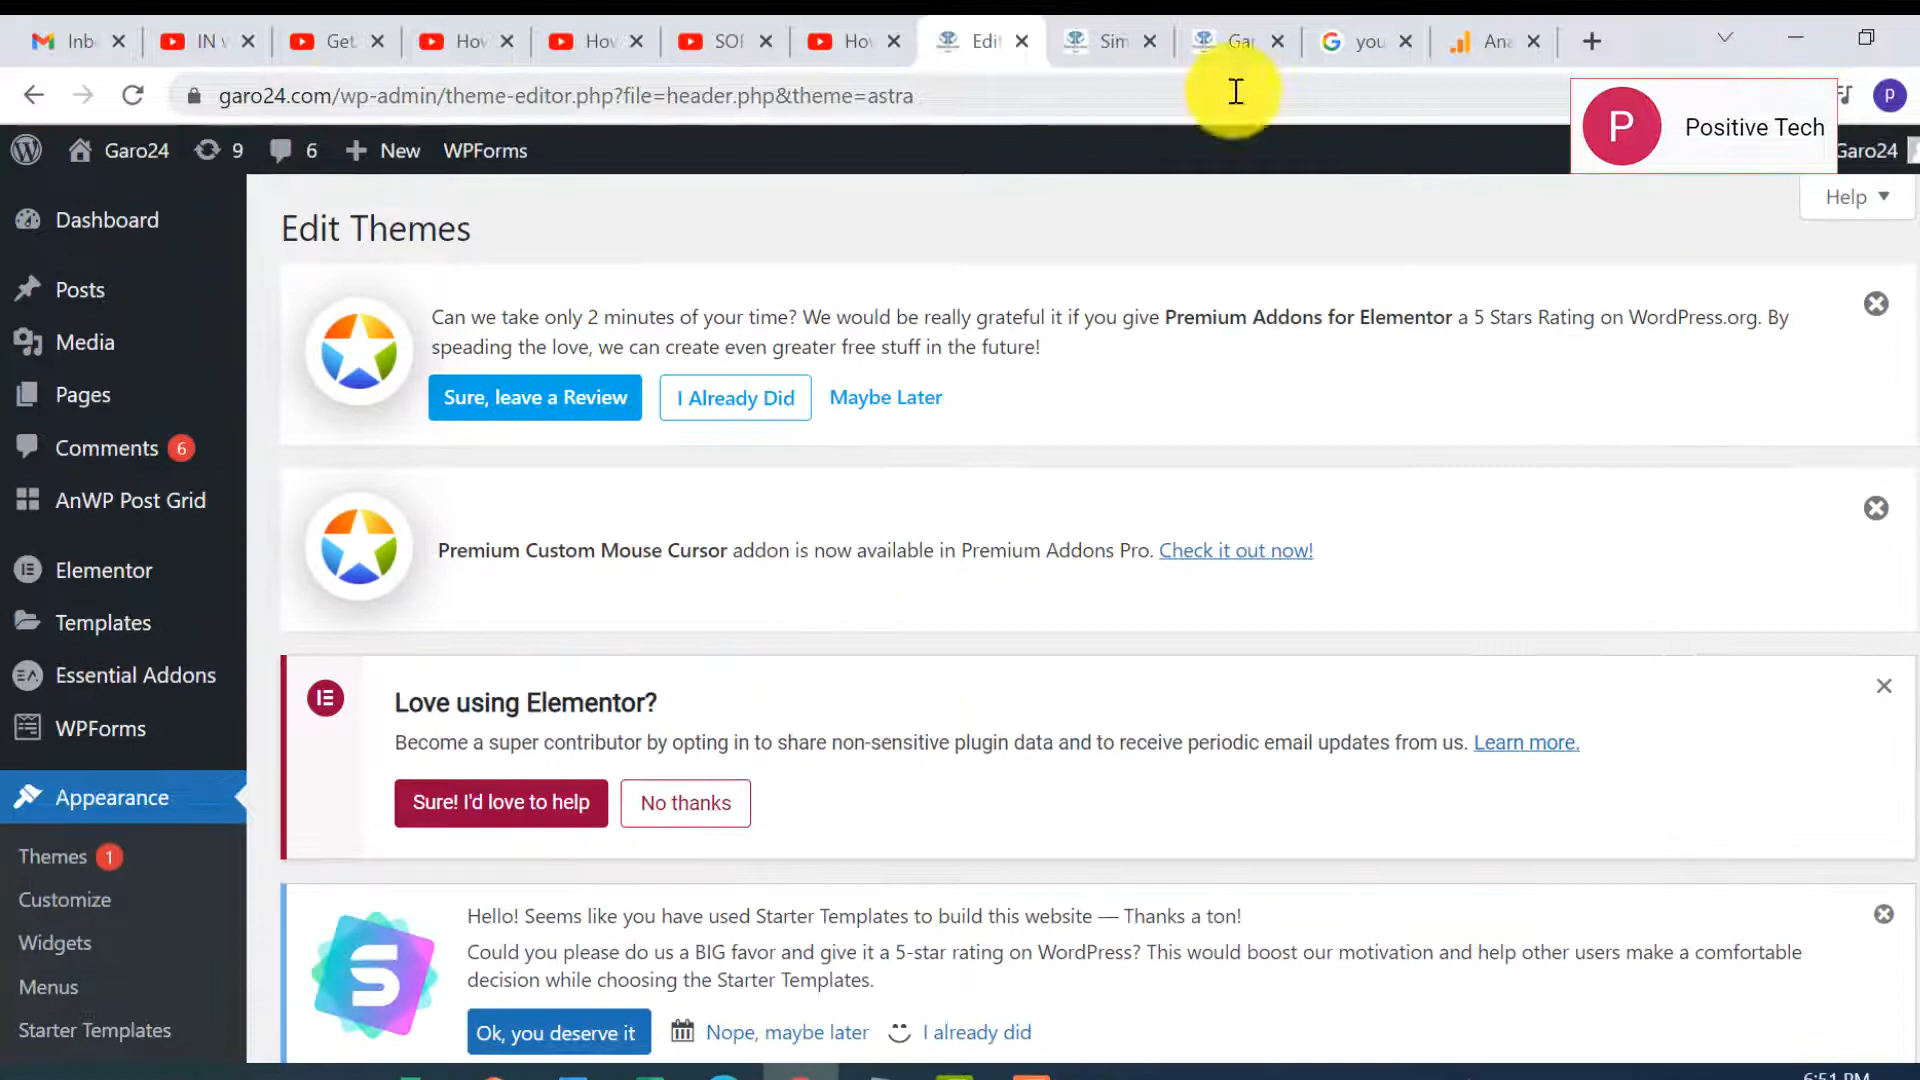 Inb
IN v
Get
Hov
Hov
SOI
Hov
Edit
Sim
Gar
you
Ana
garo24.com/wp-admin/theme-editor.php?file=header.php&theme=astra
p
P
Positive Tech
Garo24
9
6
New
WPForms
Garo24
Help
Dashboard
Posts
Media
Pages
Comments 6
AnWP Post Grid
Elementor
Templates
Essential Addons
WPForms
Appearance
Themes 1
Customize
Widgets
Menus
Starter Templates
Edit Themes
Can we take only 2 minutes of your time? We would be really grateful it if you give Premium Addons for Elementor a 5 Stars Rating on WordPress.org. By
speading the love, we can create even greater free stuff in the future!
Sure, leave a Review
I Already Did
Maybe Later
Premium Custom Mouse Cursor addon is now available in Premium Addons Pro. Check it out now!
Love using Elementor?
Become a super contributor by opting in to share non-sensitive plugin data and to receive periodic email updates from us. Learn more.
Sure! I'd love to help
No thanks
Hello! Seems like you have used Starter Templates to build this website — Thanks a ton!
Could you please do us a BIG favor and give it a 5-star rating on WordPress? This would boost our motivation and help other users make a comfortable
decision while choosing the Starter Templates.
Ok, you deserve it
Nope, maybe later
I already did
6:51 PM